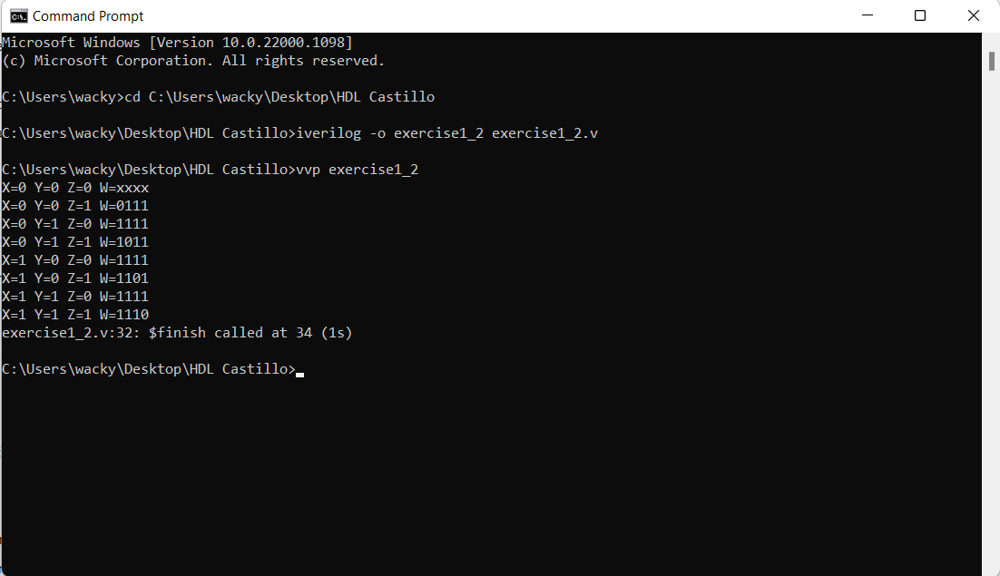 Command Prompt
Microsoft Windows [Version 10.0.22000.1098]
(c) Microsoft Corporation. All rights reserved.
C:\Users\wacky>cd C:\Users\wacky\Desktop\HDL Castillo
C:\Users\wacky\Desktop\HDL Castillo>iverilog -o exercise1_2 exercise1_2.v
C:\Users\wacky\Desktop\HDL Castillo>vvp exercise1_2
X=0 Y=0 Z=0 W=xxxx
X=0 Y=0 Z=1 W=0111
X=0 Y=1 Z=0 W=1111
X=0 Y=1 Z=1 W=1011
X=1 Y=0 Z=0 W=1111
X=1 Y=0 Z=1 W=1101
X=1 Y=1 Z=0 W=1111
X=1 Y=1 Z=1 W=1110
exercise1_2.v:32: $finish called at 34 (1s)
C:\Users\wacky\Desktop\HDL Castillo>